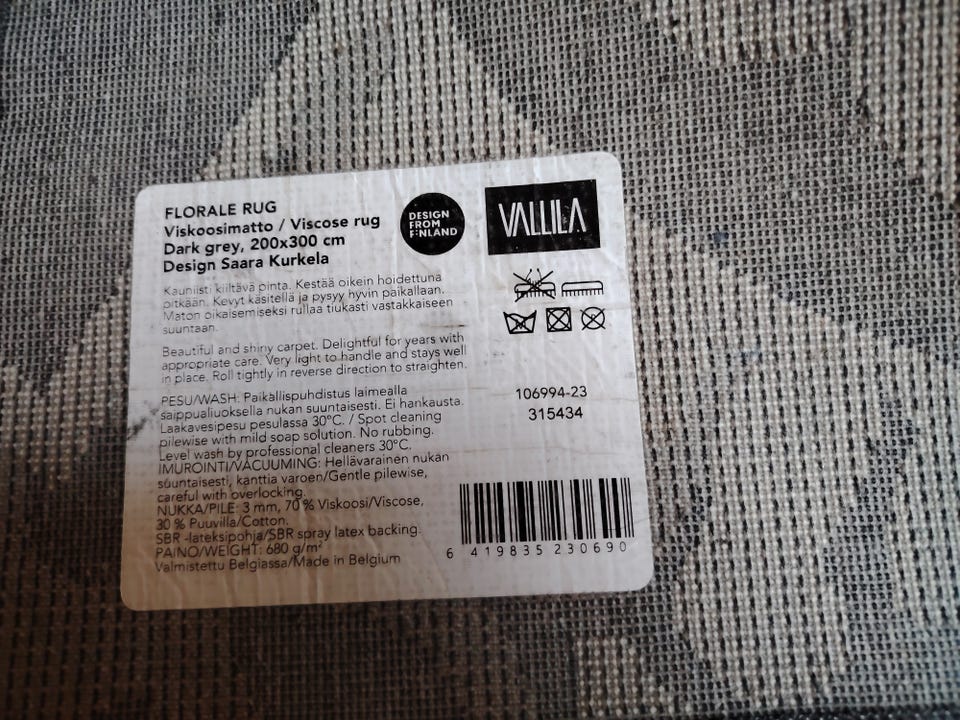 FLORALE RUG
Viskoosimatto / Viscose rug
Dark grey, 200x300 cm
Design Saara Kurkela
DESIGN
FROM
FINLAND
VALLILA
Kauniisti kiiltävä pinta. Kestää oikein hoidettuna
pitkään. Kevyt käsitellä ja pysyy hyvin paikallaan.
Maton oikaisemiseksi rullaa tiukasti vastakkaiseen
suuntaan.
Beautiful and shiny carpet. Delightful for years with
appropriate care. Very light to handle and stays well
in place. Roll tightly in reverse direction to straighten.
PESU/WASH: Paikallispuhdistus laimealla
saippualiuoksella nukan suuntaisesti. Ei hankausta.
Laakavesipesu pesulassa 30°C. / Spot cleaning
pilewise with mild soap solution. No rubbing.
Level wash by professional cleaners 30°C.
IMUROINTI/VACUUMING: Hellävarainen nukan
suuntaisesti, kanttia varoen/Gentle pilewise,
careful with overlocking.
NUKKA/PILE: 3 mm, 70 % Viskoosi/Viscose,
30 % Puuvilla/Cotton.
SBR -lateksipohja/SBR spray latex backing.
PAINO/WEIGHT: 680 g/m²
Valmistettu Belgiassa/Made in Belgium
106994-23
315434
6 419835 230690